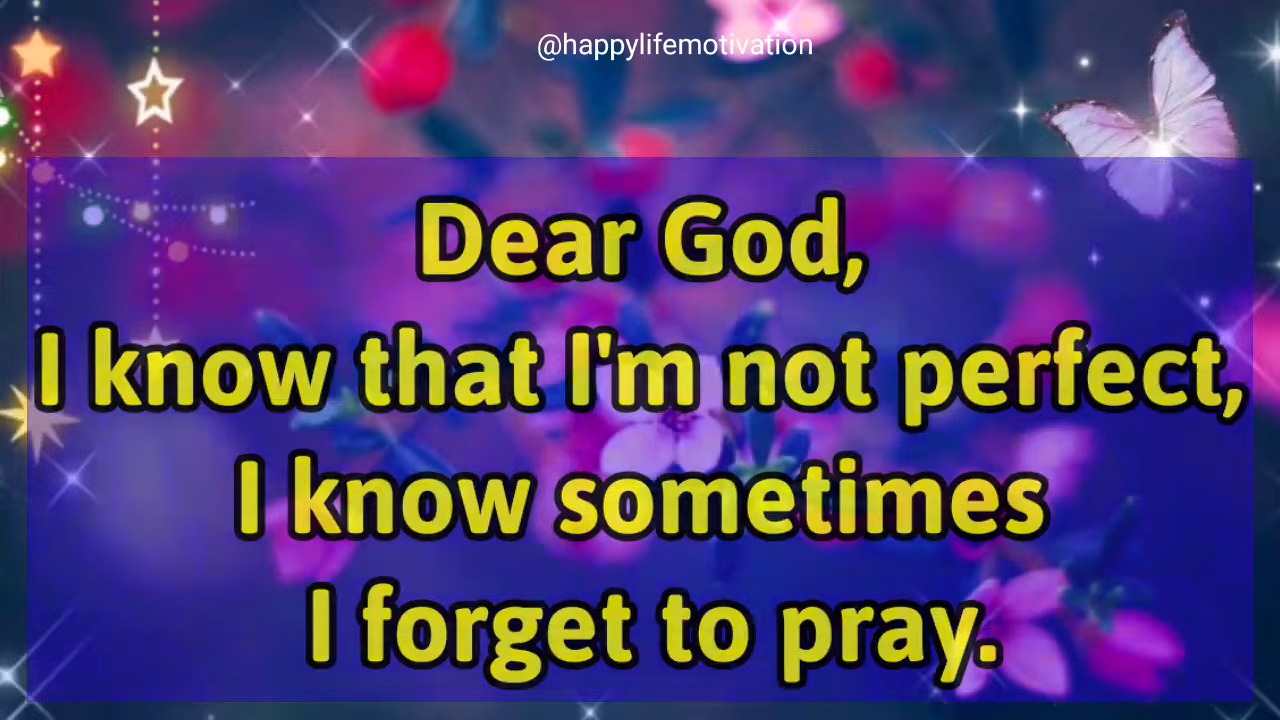 @happylifemotivation
Dear God,
I know that I'm not perfect,
I know sometimes
I forget to pray.